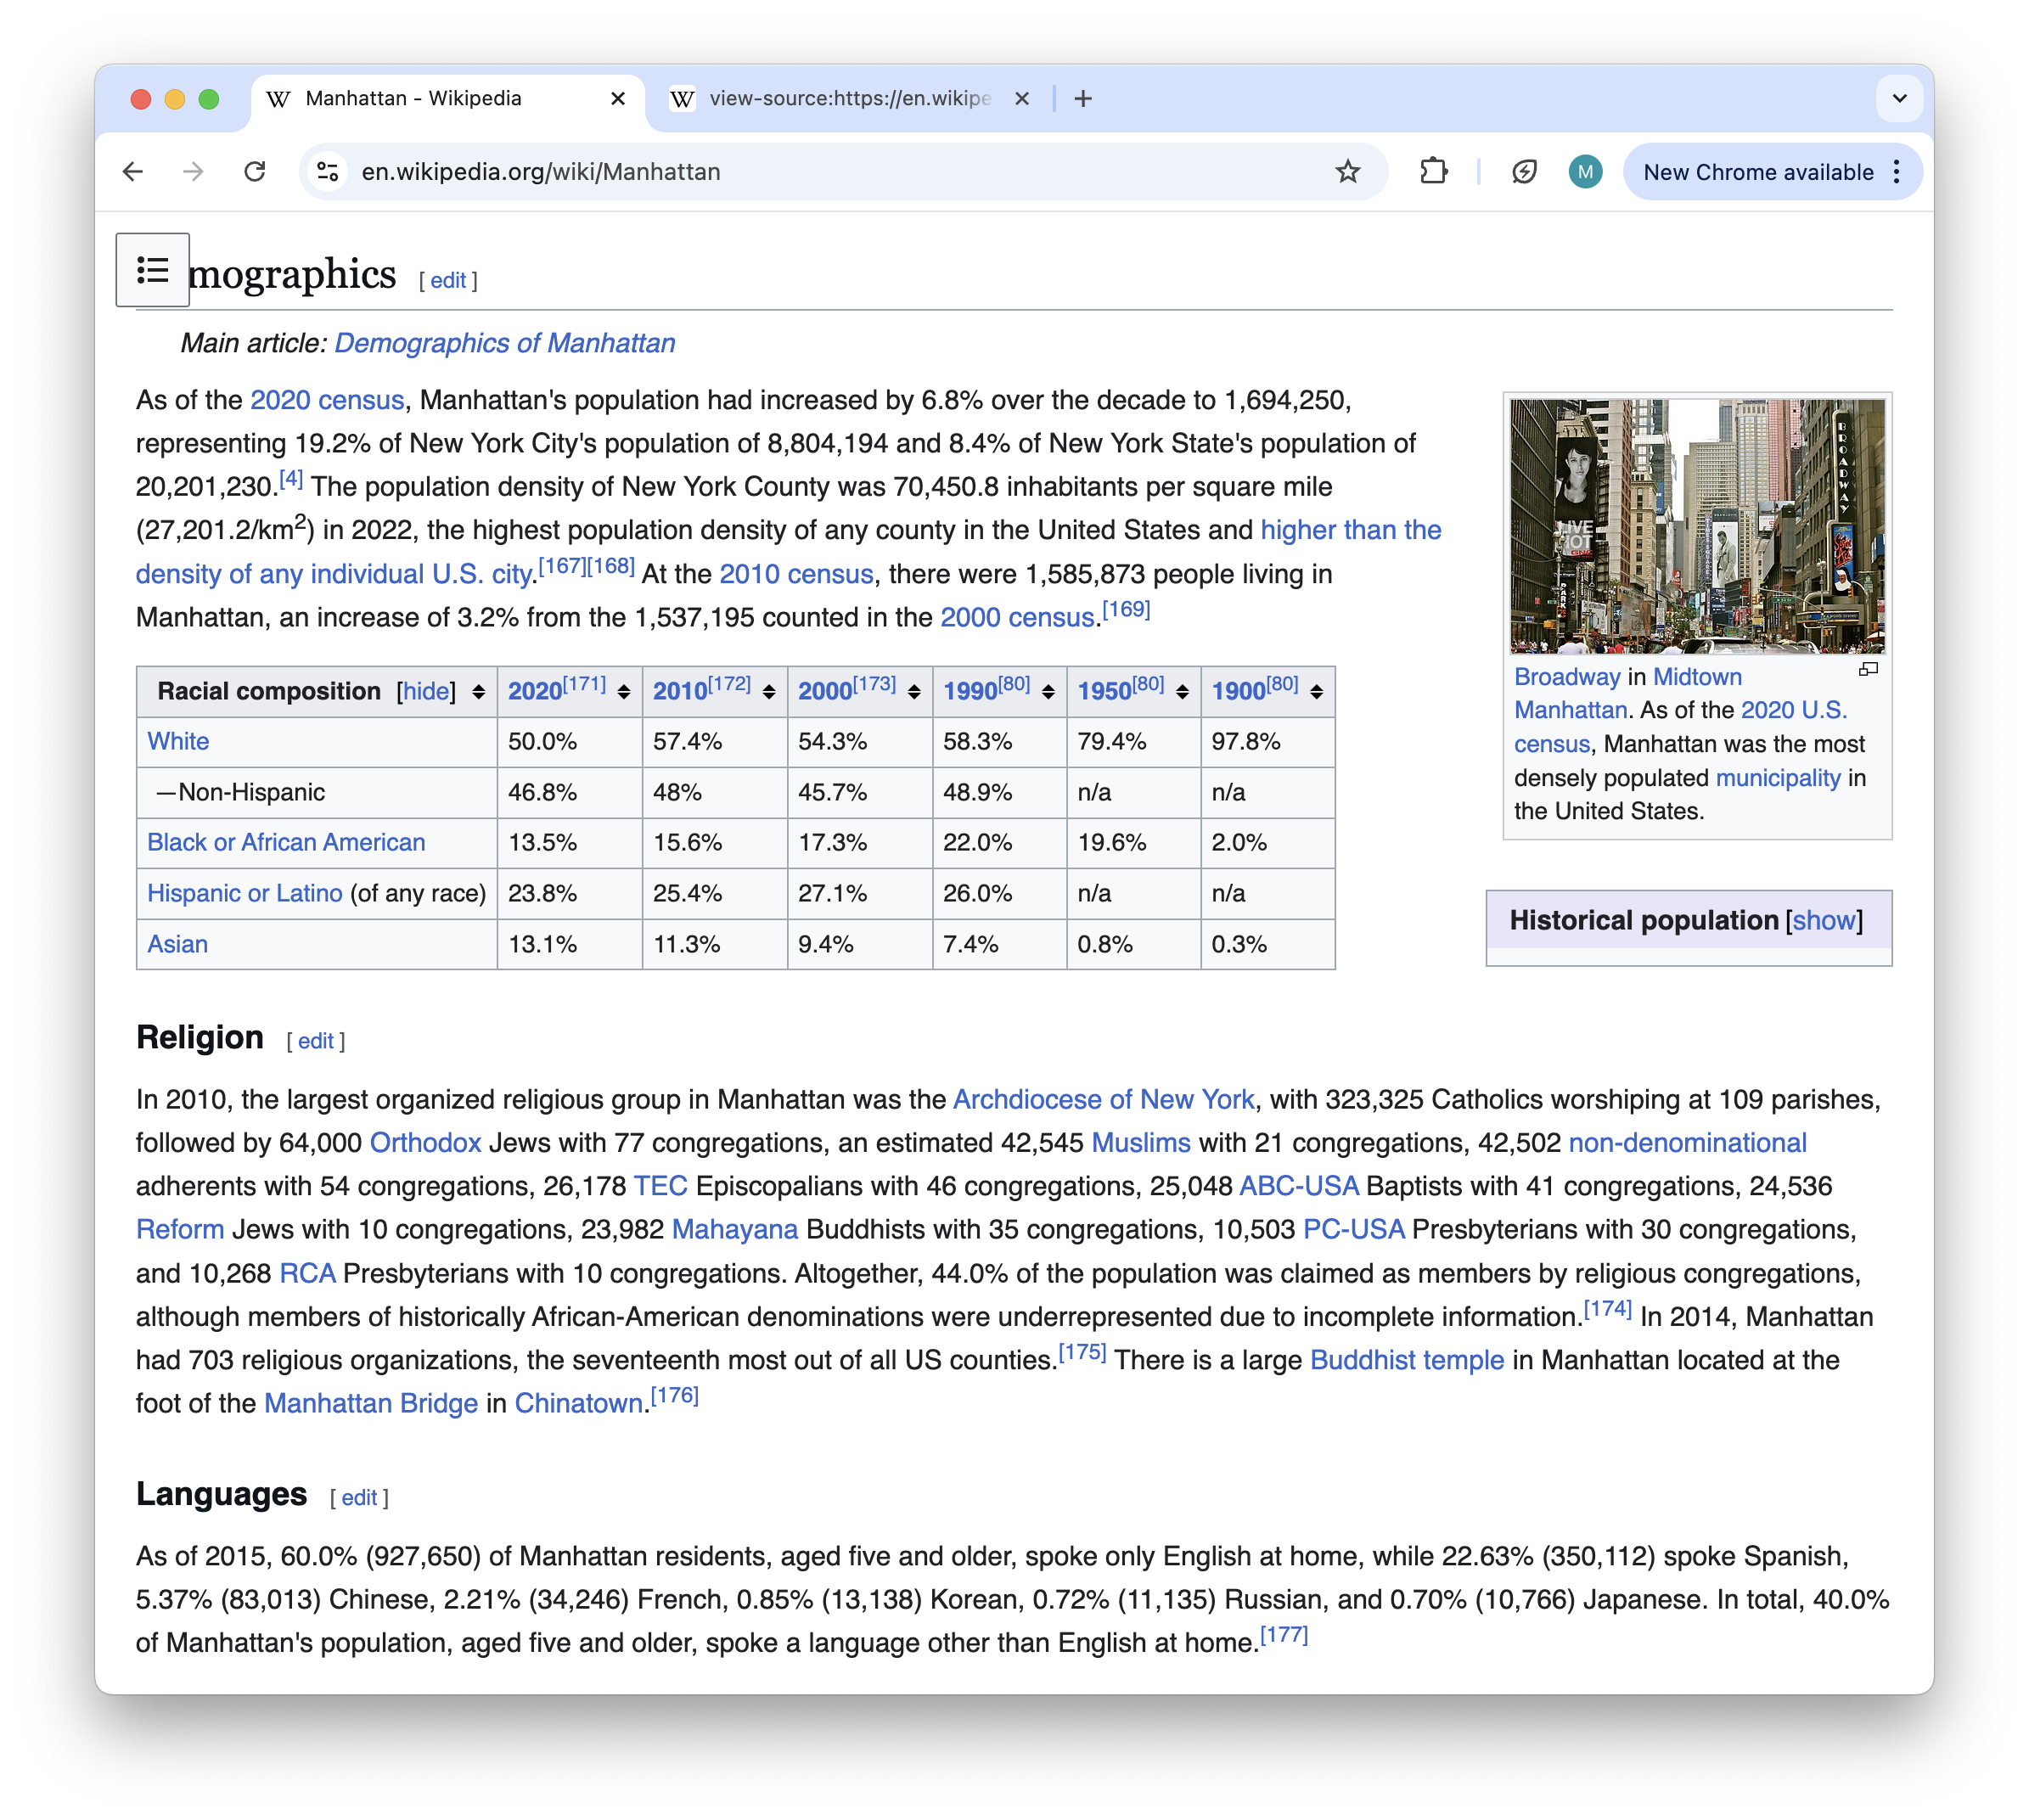 Manhattan - Wikipedia
view-source:https://en.wikipe
en.wikipedia.org/wiki/Manhattan
M
New Chrome available
mographics [ edit ]
Main article: Demographics of Manhattan
As of the 2020 census, Manhattan's population had increased by 6.8% over the decade to 1,694,250,
representing 19.2% of New York City's population of 8,804,194 and 8.4% of New York State's population of
20,201,230.[4] The population density of New York County was 70,450.8 inhabitants per square mile
(27,201.2/km2) in 2022, the highest population density of any county in the United States and higher than the
density of any individual U.S. city.[167][168] At the 2010 census, there were 1,585,873 people living in
Manhattan, an increase of 3.2% from the 1,537,195 counted in the 2000 census.[169]
BROADWAY
LIVE
HOT
PARK
Broadway in Midtown
Manhattan. As of the 2020 U.S.
census, Manhattan was the most
densely populated municipality in
the United States.
Racial composition [hide] 2020[171] 2010[172] 2000[173] 1990[80] 1950[80] 1900[80]
White 50.0% 57.4% 54.3% 58.3% 79.4% 97.8%
—Non-Hispanic 46.8% 48% 45.7% 48.9% n/a n/a
Black or African American 13.5% 15.6% 17.3% 22.0% 19.6% 2.0%
Hispanic or Latino (of any race) 23.8% 25.4% 27.1% 26.0% n/a n/a
Asian 13.1% 11.3% 9.4% 7.4% 0.8% 0.3%
Historical population [show]
Religion [ edit ]
In 2010, the largest organized religious group in Manhattan was the Archdiocese of New York, with 323,325 Catholics worshiping at 109 parishes,
followed by 64,000 Orthodox Jews with 77 congregations, an estimated 42,545 Muslims with 21 congregations, 42,502 non-denominational
adherents with 54 congregations, 26,178 TEC Episcopalians with 46 congregations, 25,048 ABC-USA Baptists with 41 congregations, 24,536
Reform Jews with 10 congregations, 23,982 Mahayana Buddhists with 35 congregations, 10,503 PC-USA Presbyterians with 30 congregations,
and 10,268 RCA Presbyterians with 10 congregations. Altogether, 44.0% of the population was claimed as members by religious congregations,
although members of historically African-American denominations were underrepresented due to incomplete information.[174] In 2014, Manhattan
had 703 religious organizations, the seventeenth most out of all US counties.[175] There is a large Buddhist temple in Manhattan located at the
foot of the Manhattan Bridge in Chinatown.[176]
Languages [ edit ]
As of 2015, 60.0% (927,650) of Manhattan residents, aged five and older, spoke only English at home, while 22.63% (350,112) spoke Spanish,
5.37% (83,013) Chinese, 2.21% (34,246) French, 0.85% (13,138) Korean, 0.72% (11,135) Russian, and 0.70% (10,766) Japanese. In total, 40.0%
of Manhattan's population, aged five and older, spoke a language other than English at home.[177]